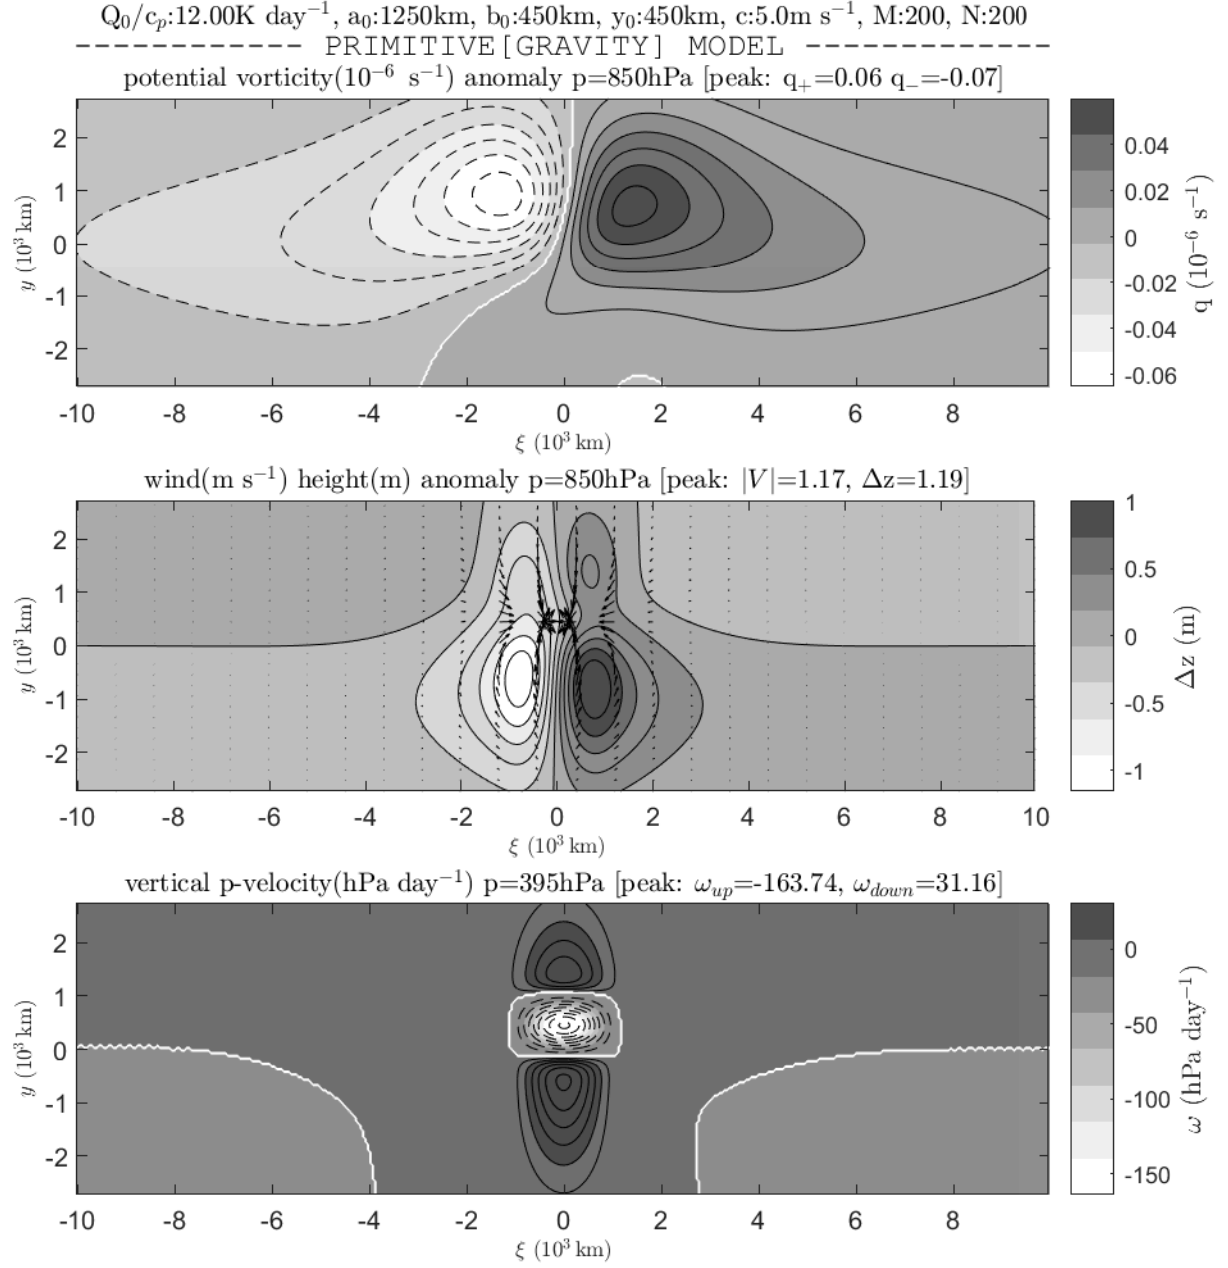 Q₀/cₚ:12.00K day⁻¹, a₀:1250km, b₀:450km, y₀:450km, c:5.0m s⁻¹, M:200, N:200
---------- PRIMITIVE[GRAVITY] MODEL -----------
potential vorticity(10⁻⁶ s⁻¹) anomaly p=850hPa [peak: q₊=0.06 q₋=-0.07]
2
1
0
-1
-2
y (10³ km)
-10 -8 -6 -4 -2 0 2 4 6 8
ξ (10³ km)
0.04
0.02
0
-0.02
-0.04
-0.06
q (10⁻⁶ s⁻¹)
wind(m s⁻¹) height(m) anomaly p=850hPa [peak: |V|=1.17, Δz=1.19]
2
1
0
-1
-2
y (10³ km)
-10 -8 -6 -4 -2 0 2 4 6 8 10
ξ (10³ km)
1
0.5
0
-0.5
-1
Δz (m)
vertical p-velocity(hPa day⁻¹) p=395hPa [peak: ω_up=-163.74, ω_down=31.16]
2
1
0
-1
-2
y (10³ km)
-10 -8 -6 -4 -2 0 2 4 6 8
ξ (10³ km)
0
-50
-100
-150
ω (hPa day⁻¹)